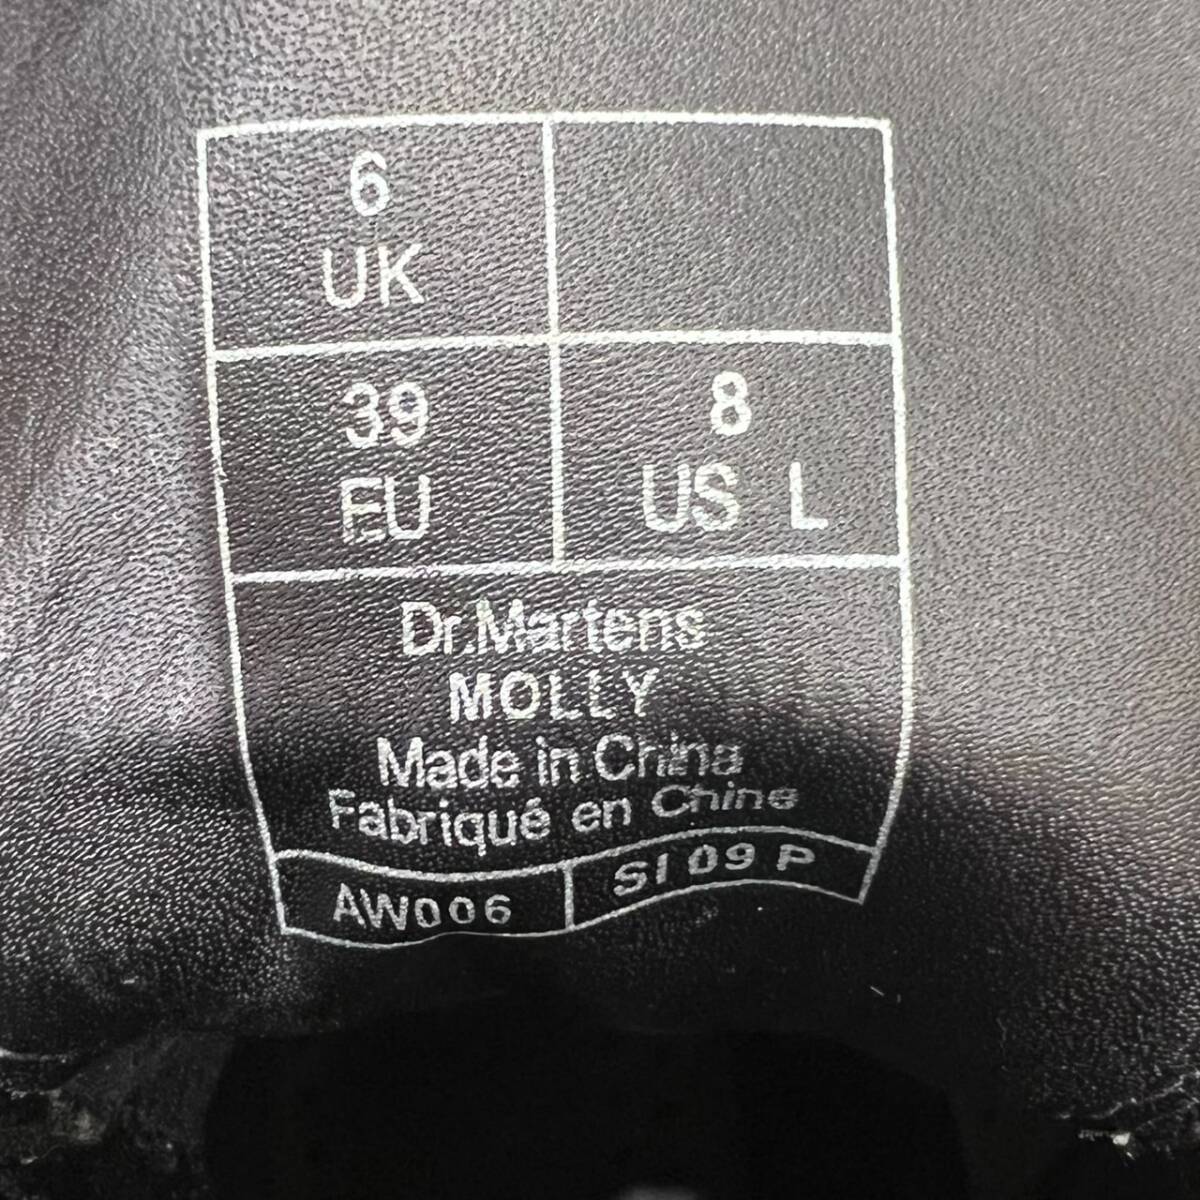 6
UK
39
EU
8
US L
Dr.Martens
MOLLY
Made in China
Fabriqué en Chine
AW006
SI 09 P